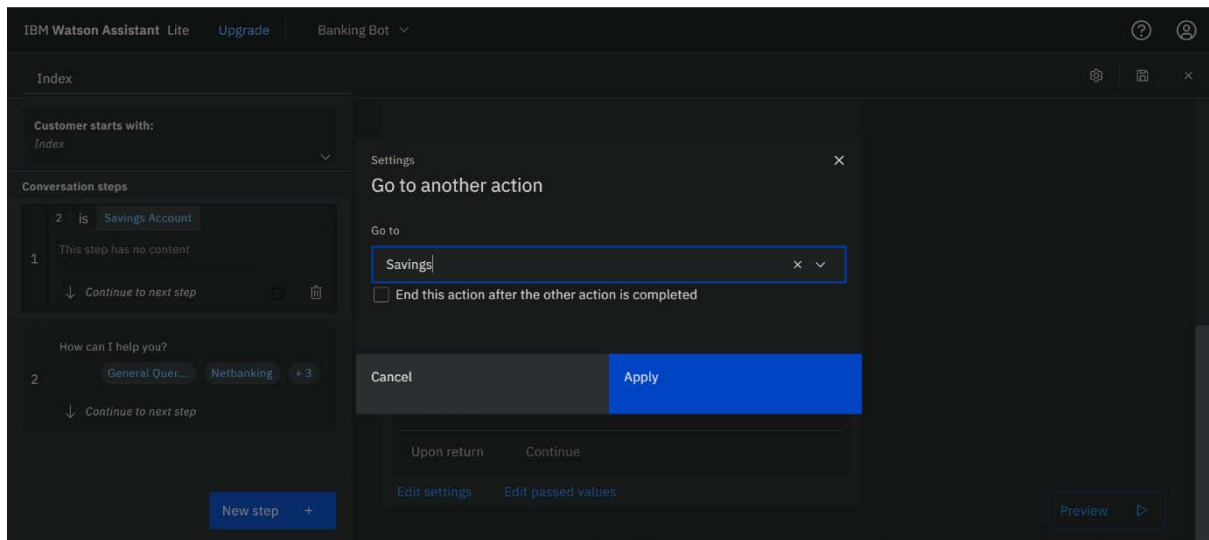 IBM Watson Assistant Lite Upgrade Banking Bot
Index
Customer starts with:
Index
Conversation steps
2 is Savings Account
1
This step has no content
Continue to next step
How can I help you?
2
General Quer... Netbanking + 3
Continue to next step
New step +
Settings
Go to another action
Go to
Savings
End this action after the other action is completed
Cancel Apply
Upon return Continue
Edit settings Edit passed values
Preview